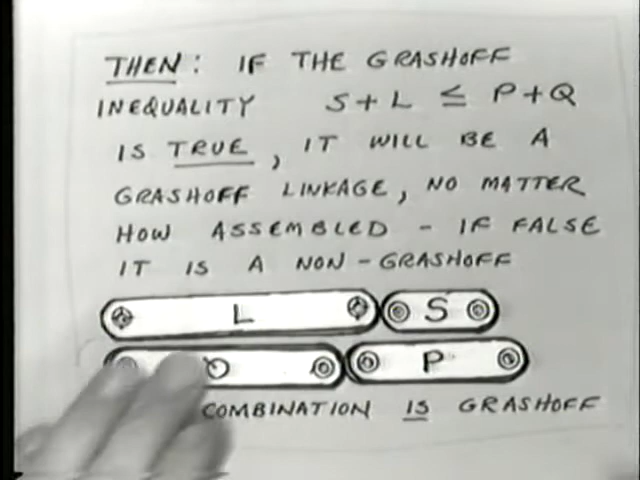 THEN: IF THE GRASHOFF
INEQUALITY S+L ≤ P+Q
IS TRUE, IT WILL BE A
GRASHOFF LINKAGE, NO MATTER
HOW ASSEMBLED - IF FALSE
IT IS A NON-GRASHOFF
L S
P
COMBINATION IS GRASHOFF